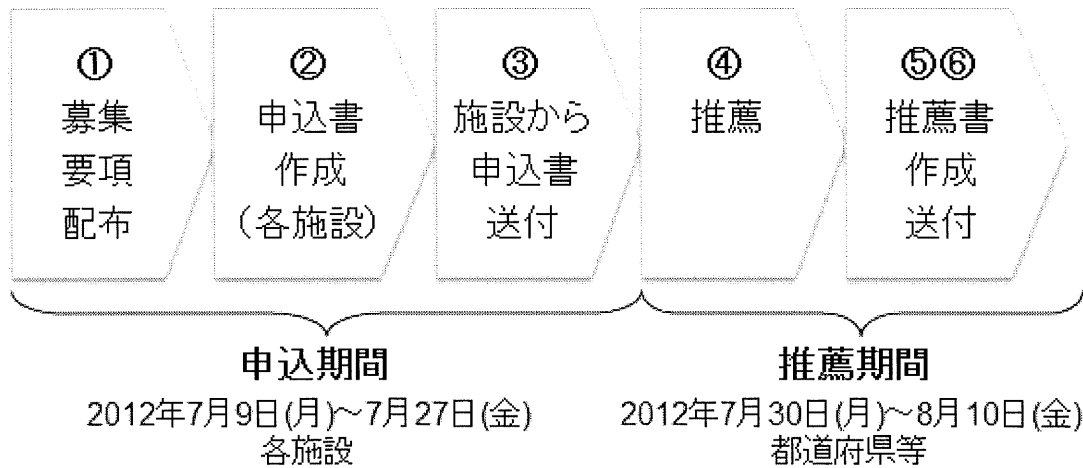 ①
募集
要項
配布
②
申込書
作成
（各施設）
③
施設から
申込書
送付
④
推薦
⑤⑥
推薦書
作成
送付
申込期間
2012年7月9日(月)～7月27日(金)
各施設
推薦期間
2012年7月30日(月)～8月10日(金)
都道府県等